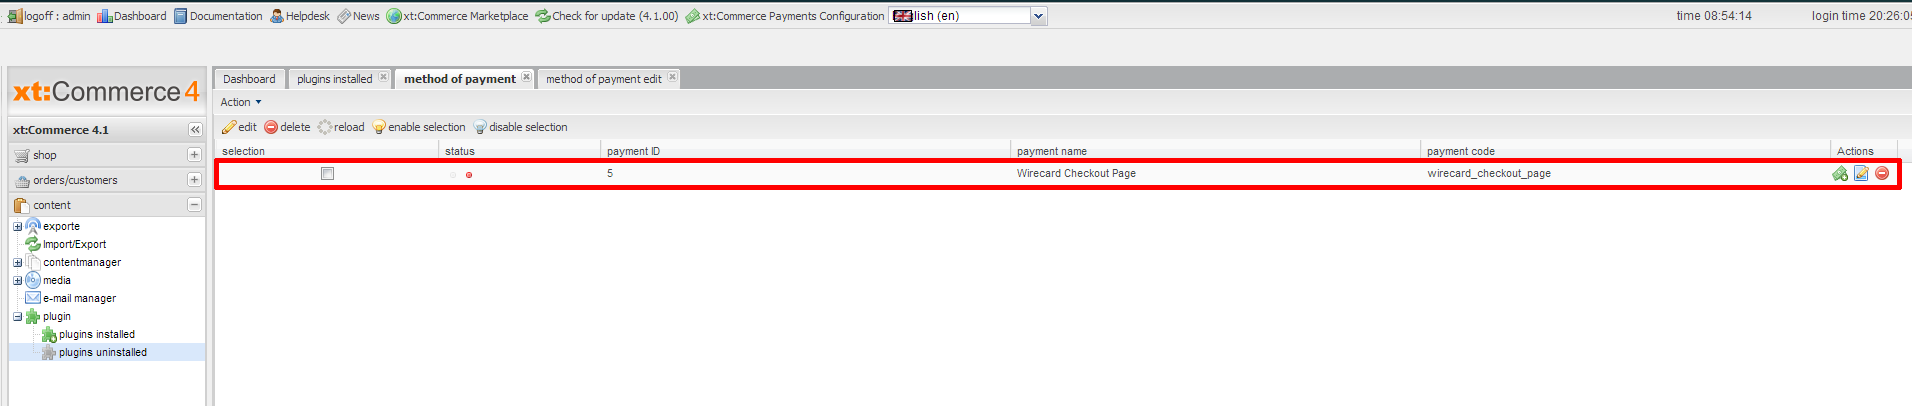 logoff : admin Dashboard Documentation Helpdesk News xt:Commerce Marketplace Check for update (4.1.00) xt:Commerce Payments Configuration lish (en) time 08:54:14 login time 20:26:05
xt:Commerce 4
Dashboard plugins installed method of payment method of payment edit
Action
xt:Commerce 4.1
edit delete reload enable selection disable selection
shop
selection status payment ID payment name payment code Actions
5 Wirecard Checkout Page wirecard_checkout_page
orders/customers
content
exporte
Import/Export
contentmanager
media
e-mail manager
plugin
plugins installed
plugins uninstalled